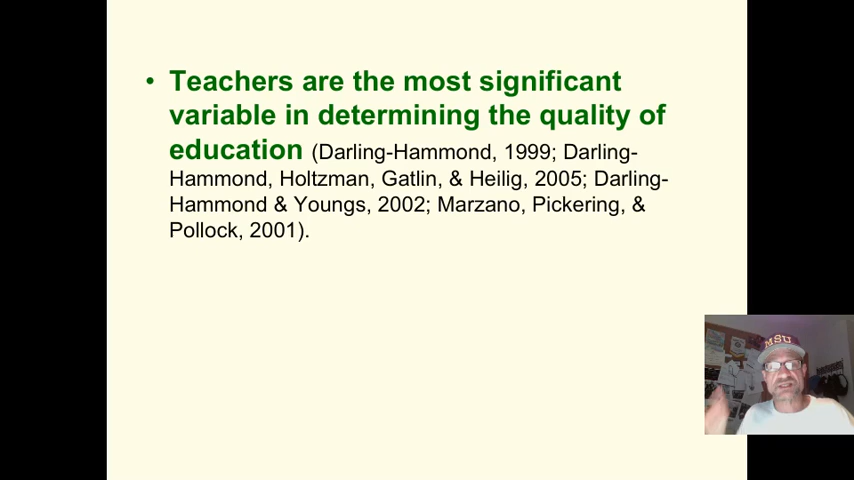 • Teachers are the most significant
variable in determining the quality of
education (Darling-Hammond, 1999; Darling-
Hammond, Holtzman, Gatlin, & Heilig, 2005; Darling-
Hammond & Youngs, 2002; Marzano, Pickering, &
Pollock, 2001).
MSU